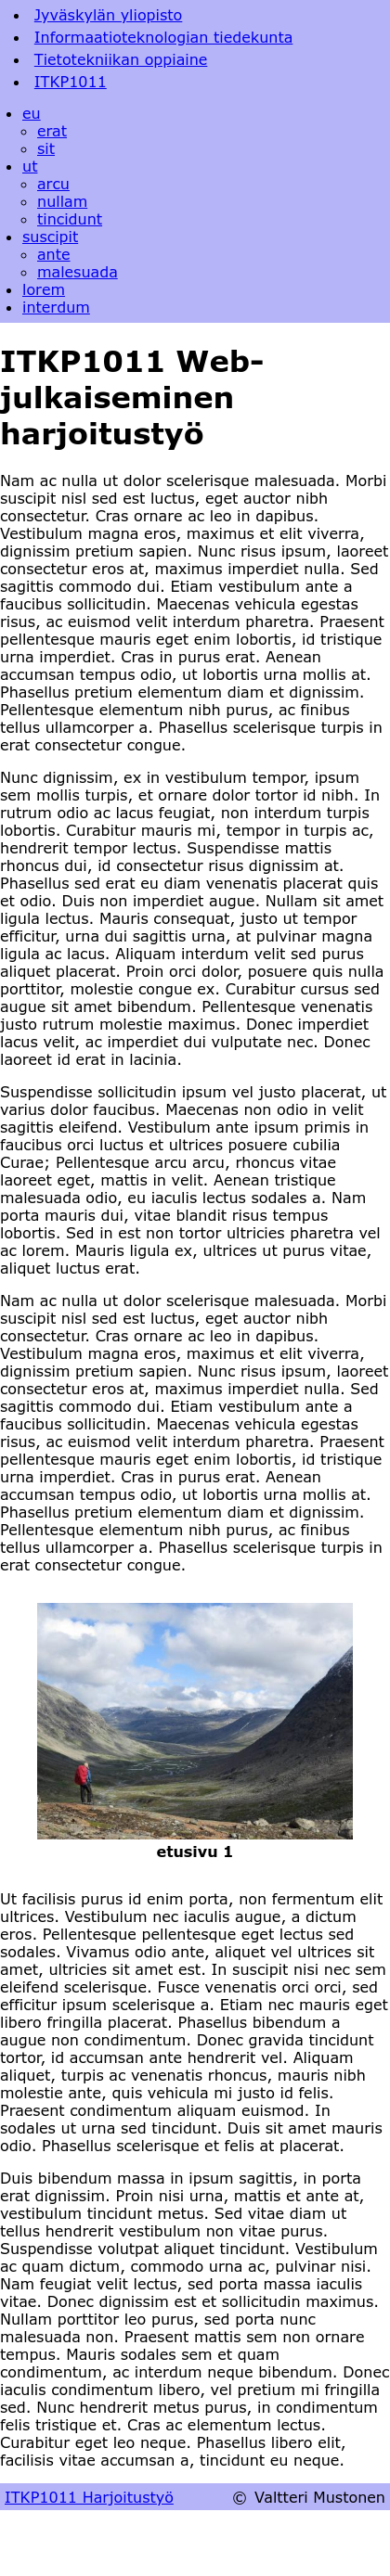 Jyväskylän yliopisto
Informaatioteknologian tiedekunta
Tietotekniikan oppiaine
ITKP1011
eu
erat
sit
ut
arcu
nullam
tincidunt
suscipit
ante
malesuada
lorem
interdum
ITKP1011 Web-
julkaiseminen
harjoitustyö
Nam ac nulla ut dolor scelerisque malesuada. Morbi
suscipit nisl sed est luctus, eget auctor nibh
consectetur. Cras ornare ac leo in dapibus.
Vestibulum magna eros, maximus et elit viverra,
dignissim pretium sapien. Nunc risus ipsum, laoreet
consectetur eros at, maximus imperdiet nulla. Sed
sagittis commodo dui. Etiam vestibulum ante a
faucibus sollicitudin. Maecenas vehicula egestas
risus, ac euismod velit interdum pharetra. Praesent
pellentesque mauris eget enim lobortis, id tristique
urna imperdiet. Cras in purus erat. Aenean
accumsan tempus odio, ut lobortis urna mollis at.
Phasellus pretium elementum diam et dignissim.
Pellentesque elementum nibh purus, ac finibus
tellus ullamcorper a. Phasellus scelerisque turpis in
erat consectetur congue.
Nunc dignissim, ex in vestibulum tempor, ipsum
sem mollis turpis, et ornare dolor tortor id nibh. In
rutrum odio ac lacus feugiat, non interdum turpis
lobortis. Curabitur mauris mi, tempor in turpis ac,
hendrerit tempor lectus. Suspendisse mattis
rhoncus dui, id consectetur risus dignissim at.
Phasellus sed erat eu diam venenatis placerat quis
et odio. Duis non imperdiet augue. Nullam sit amet
ligula lectus. Mauris consequat, justo ut tempor
efficitur, urna dui sagittis urna, at pulvinar magna
ligula ac lacus. Aliquam interdum velit sed purus
aliquet placerat. Proin orci dolor, posuere quis nulla
porttitor, molestie congue ex. Curabitur cursus sed
augue sit amet bibendum. Pellentesque venenatis
justo rutrum molestie maximus. Donec imperdiet
lacus velit, ac imperdiet dui vulputate nec. Donec
laoreet id erat in lacinia.
Suspendisse sollicitudin ipsum vel justo placerat, ut
varius dolor faucibus. Maecenas non odio in velit
sagittis eleifend. Vestibulum ante ipsum primis in
faucibus orci luctus et ultrices posuere cubilia
Curae; Pellentesque arcu arcu, rhoncus vitae
laoreet eget, mattis in velit. Aenean tristique
malesuada odio, eu iaculis lectus sodales a. Nam
porta mauris dui, vitae blandit risus tempus
lobortis. Sed in est non tortor ultricies pharetra vel
ac lorem. Mauris ligula ex, ultrices ut purus vitae,
aliquet luctus erat.
Nam ac nulla ut dolor scelerisque malesuada. Morbi
suscipit nisl sed est luctus, eget auctor nibh
consectetur. Cras ornare ac leo in dapibus.
Vestibulum magna eros, maximus et elit viverra,
dignissim pretium sapien. Nunc risus ipsum, laoreet
consectetur eros at, maximus imperdiet nulla. Sed
sagittis commodo dui. Etiam vestibulum ante a
faucibus sollicitudin. Maecenas vehicula egestas
risus, ac euismod velit interdum pharetra. Praesent
pellentesque mauris eget enim lobortis, id tristique
urna imperdiet. Cras in purus erat. Aenean
accumsan tempus odio, ut lobortis urna mollis at.
Phasellus pretium elementum diam et dignissim.
Pellentesque elementum nibh purus, ac finibus
tellus ullamcorper a. Phasellus scelerisque turpis in
erat consectetur congue.
etusivu 1
Ut facilisis purus id enim porta, non fermentum elit
ultrices. Vestibulum nec iaculis augue, a dictum
eros. Pellentesque pellentesque eget lectus sed
sodales. Vivamus odio ante, aliquet vel ultrices sit
amet, ultricies sit amet est. In suscipit nisi nec sem
eleifend scelerisque. Fusce venenatis orci orci, sed
efficitur ipsum scelerisque a. Etiam nec mauris eget
libero fringilla placerat. Phasellus bibendum a
augue non condimentum. Donec gravida tincidunt
tortor, id accumsan ante hendrerit vel. Aliquam
aliquet, turpis ac venenatis rhoncus, mauris nibh
molestie ante, quis vehicula mi justo id felis.
Praesent condimentum aliquam euismod. In
sodales ut urna sed tincidunt. Duis sit amet mauris
odio. Phasellus scelerisque et felis at placerat.
Duis bibendum massa in ipsum sagittis, in porta
erat dignissim. Proin nisi urna, mattis et ante at,
vestibulum tincidunt metus. Sed vitae diam ut
tellus hendrerit vestibulum non vitae purus.
Suspendisse volutpat aliquet tincidunt. Vestibulum
ac quam dictum, commodo urna ac, pulvinar nisi.
Nam feugiat velit lectus, sed porta massa iaculis
vitae. Donec dignissim est et sollicitudin maximus.
Nullam porttitor leo purus, sed porta nunc
malesuada non. Praesent mattis sem non ornare
tempus. Mauris sodales sem et quam
condimentum, ac interdum neque bibendum. Donec
iaculis condimentum libero, vel pretium mi fringilla
sed. Nunc hendrerit metus purus, in condimentum
felis tristique et. Cras ac elementum lectus.
Curabitur eget leo neque. Phasellus libero elit,
facilisis vitae accumsan a, tincidunt eu neque.
ITKP1011 Harjoitustyö © Valtteri Mustonen